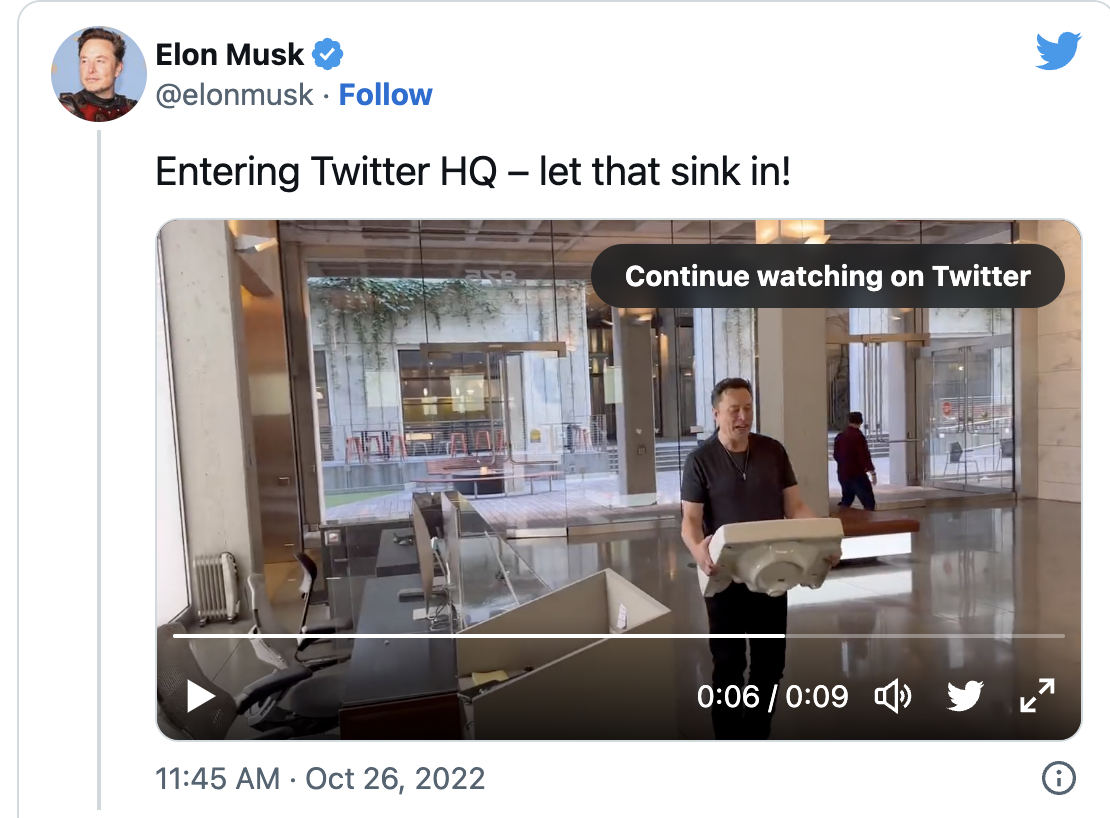 Elon Musk
@elonmusk · Follow
Entering Twitter HQ – let that sink in!
Continue watching on Twitter
0:06 / 0:09
11:45 AM · Oct 26, 2022